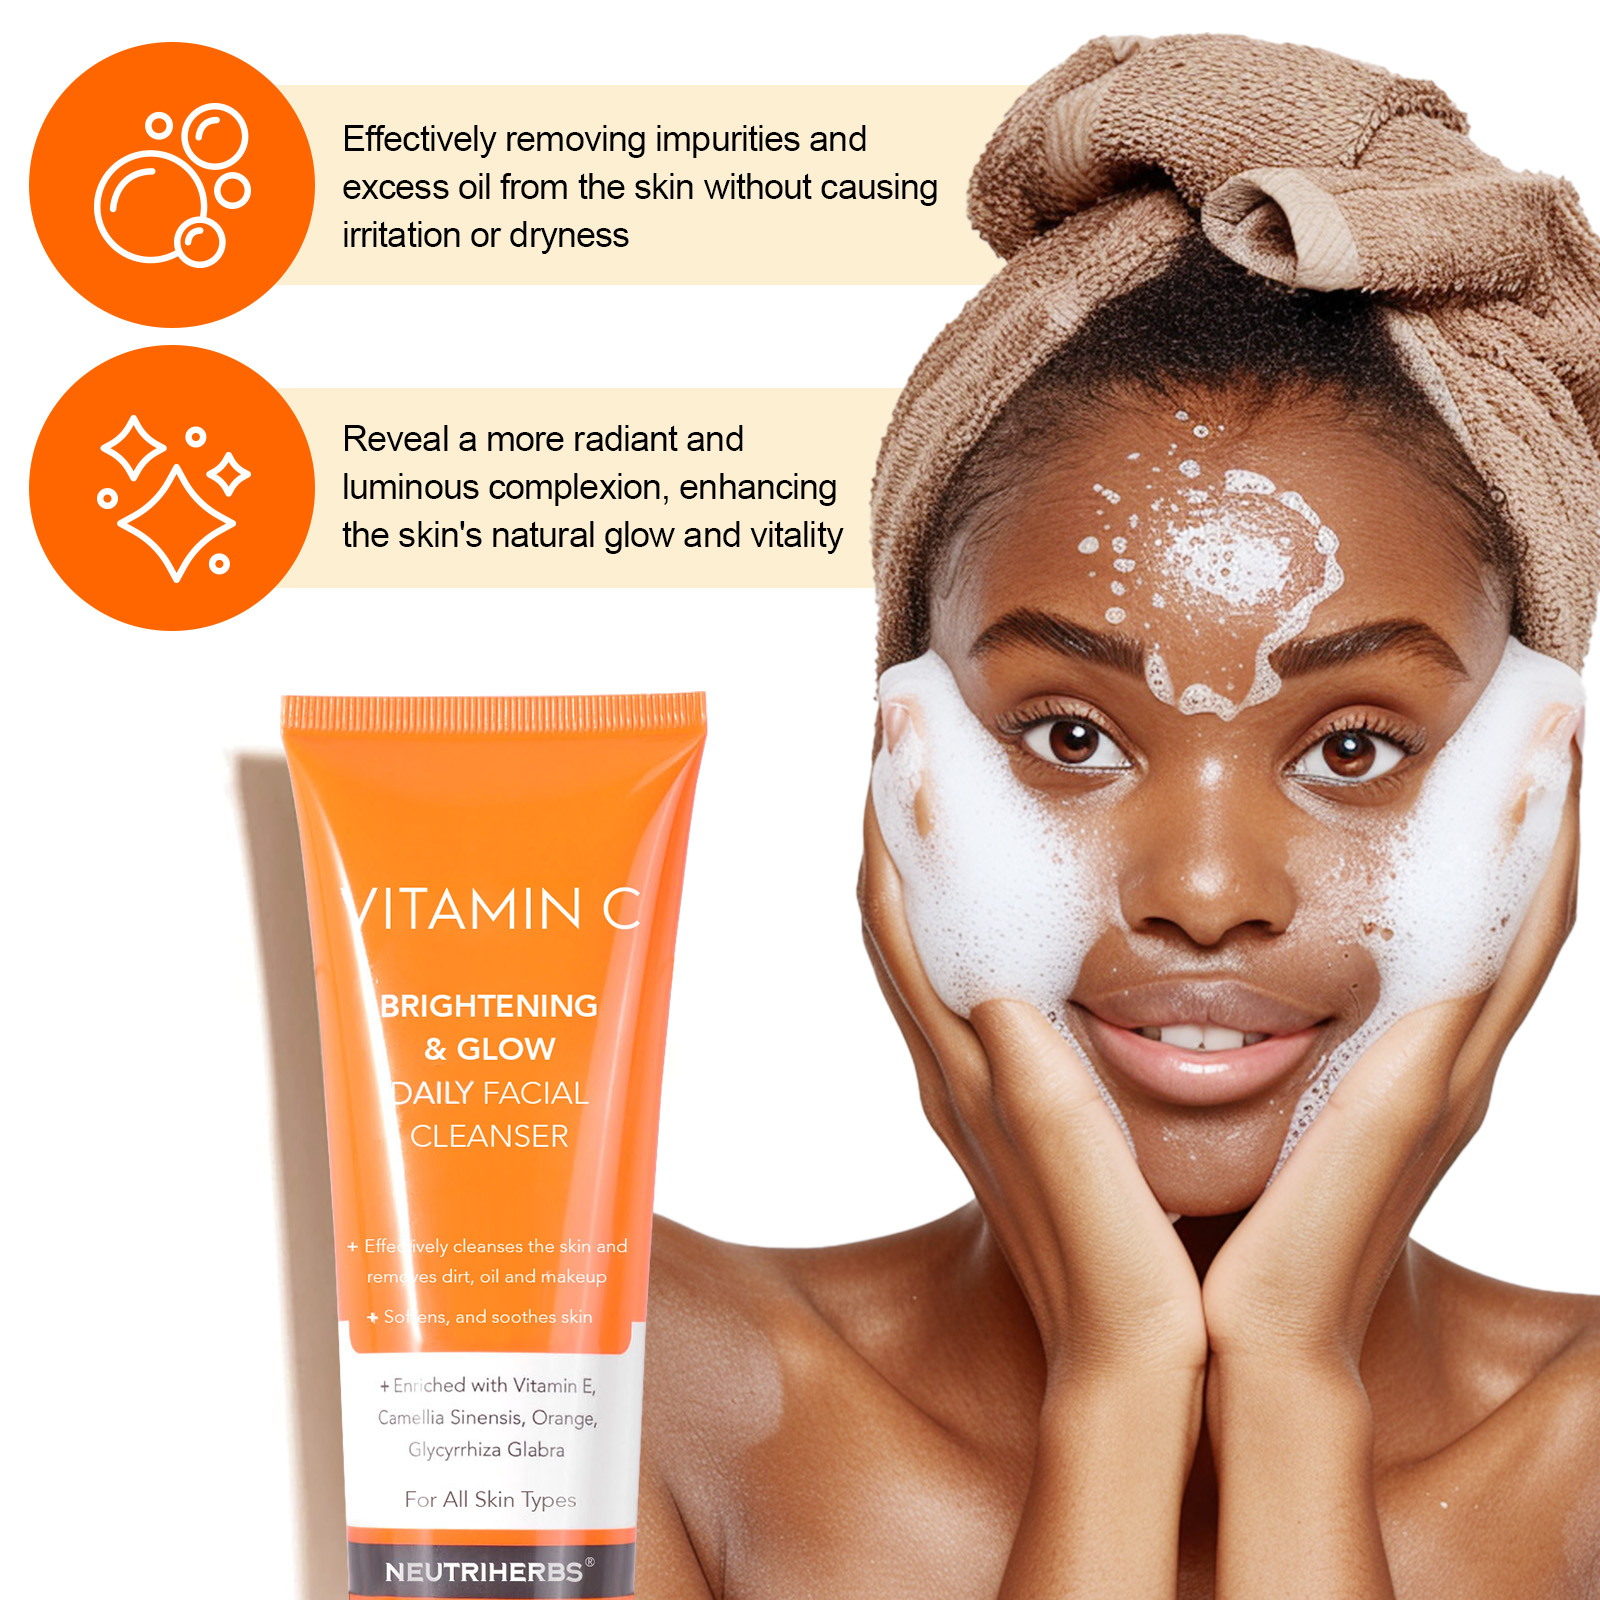 Effectively removing impurities and
excess oil from the skin without causing
irritation or dryness
Reveal a more radiant and
luminous complexion, enhancing
the skin's natural glow and vitality
VITAMIN C
BRIGHTENING
& GLOW
DAILY FACIAL
CLEANSER
+ Effectively cleanses the skin and
removes dirt, oil and makeup
+ Softens, and soothes skin
+ Enriched with Vitamin E,
Camellia Sinensis, Orange,
Glycyrrhiza Glabra
For All Skin Types
NEUTRIHERBS®